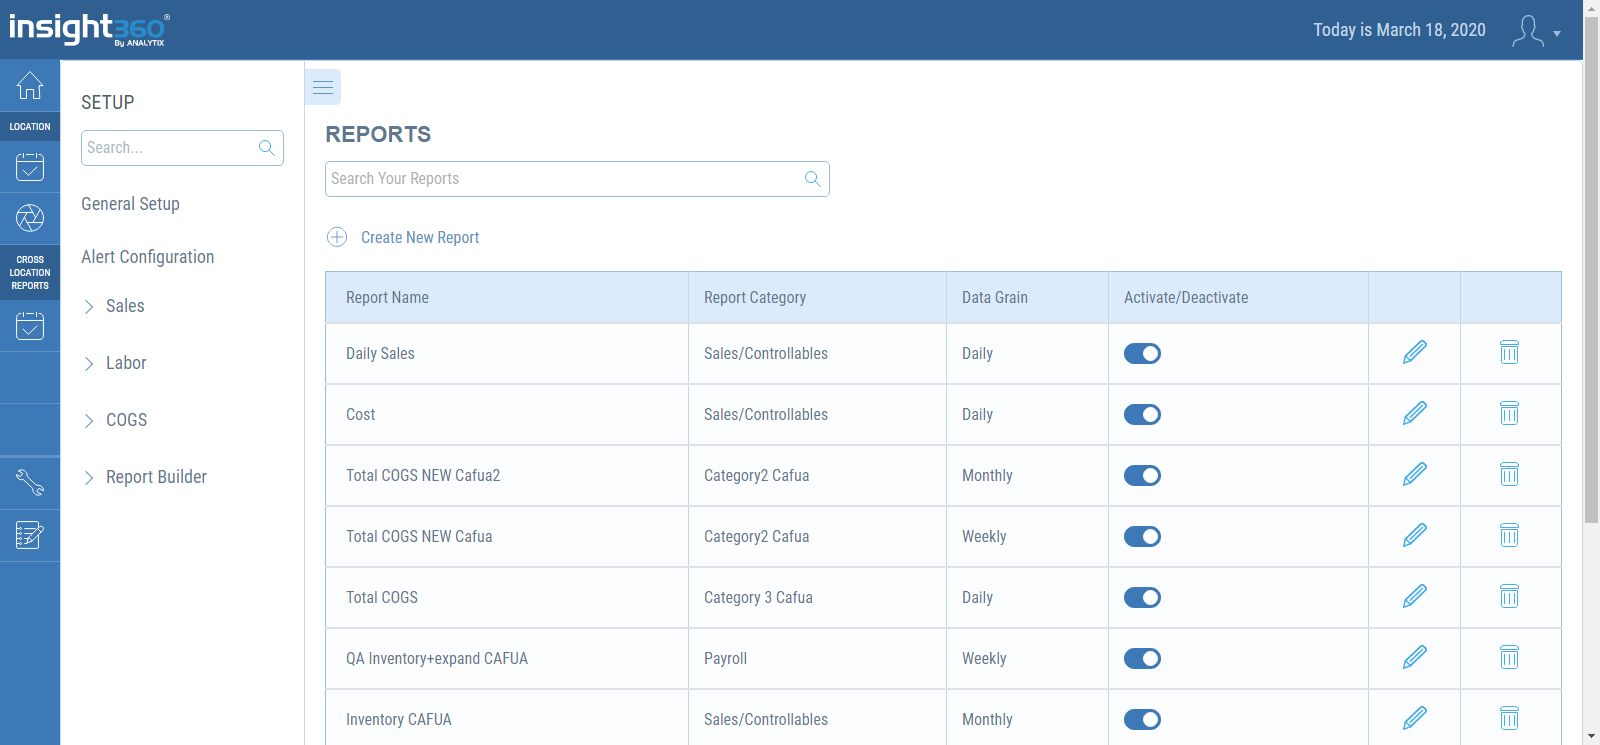 insight360®
By ANALYTIX
Today is March 18, 2020
LOCATION
CROSS
LOCATION
REPORTS
SETUP
Search...
General Setup
Alert Configuration
Sales
Labor
COGS
Report Builder
REPORTS
Search Your Reports
Create New Report
Report Name Report Category Data Grain Activate/Deactivate
Daily Sales Sales/Controllables Daily
Cost Sales/Controllables Daily
Total COGS NEW Cafua2 Category2 Cafua Monthly
Total COGS NEW Cafua Category2 Cafua Weekly
Total COGS Category 3 Cafua Daily
QA Inventory+expand CAFUA Payroll Weekly
Inventory CAFUA Sales/Controllables Monthly